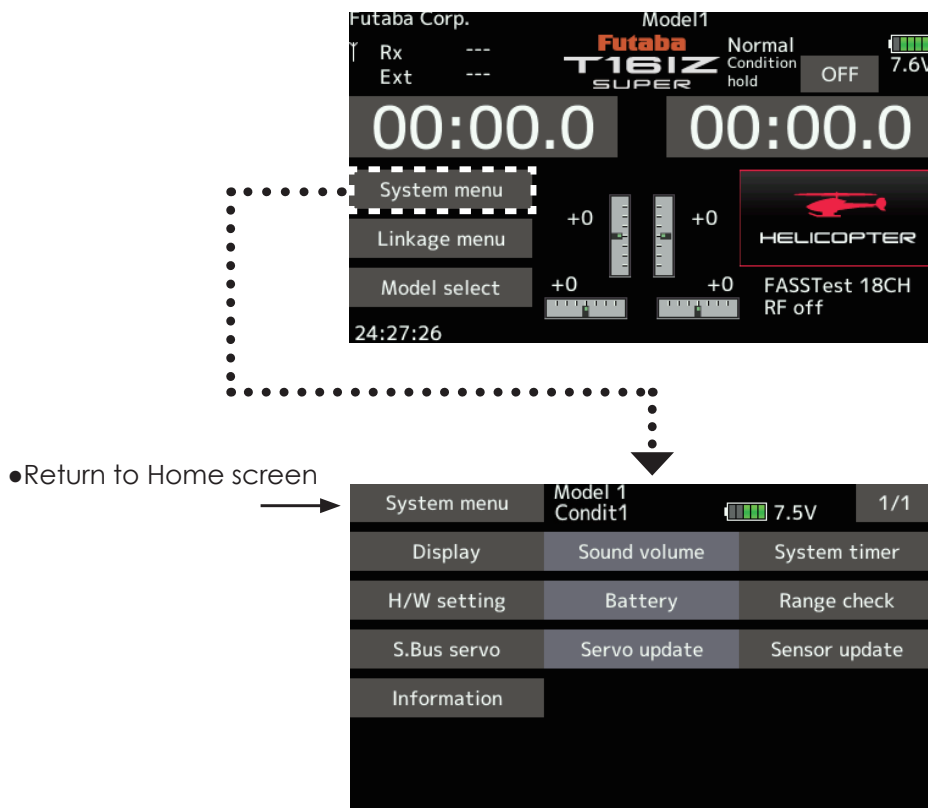 Futaba Corp. Model1
Rx ---
Ext ---
Futaba
T16IZ
SUPER
Normal
Condition
hold
OFF
7.6V
00:00.0 00:00.0
System menu
Linkage menu
Model select
+0 +0
+0 +0
HELICOPTER
FASSTest 18CH
RF off
24:27:26
●Return to Home screen
System menu
Model 1
Condit1
7.5V
1/1
Display Sound volume System timer
H/W setting Battery Range check
S.Bus servo Servo update Sensor update
Information